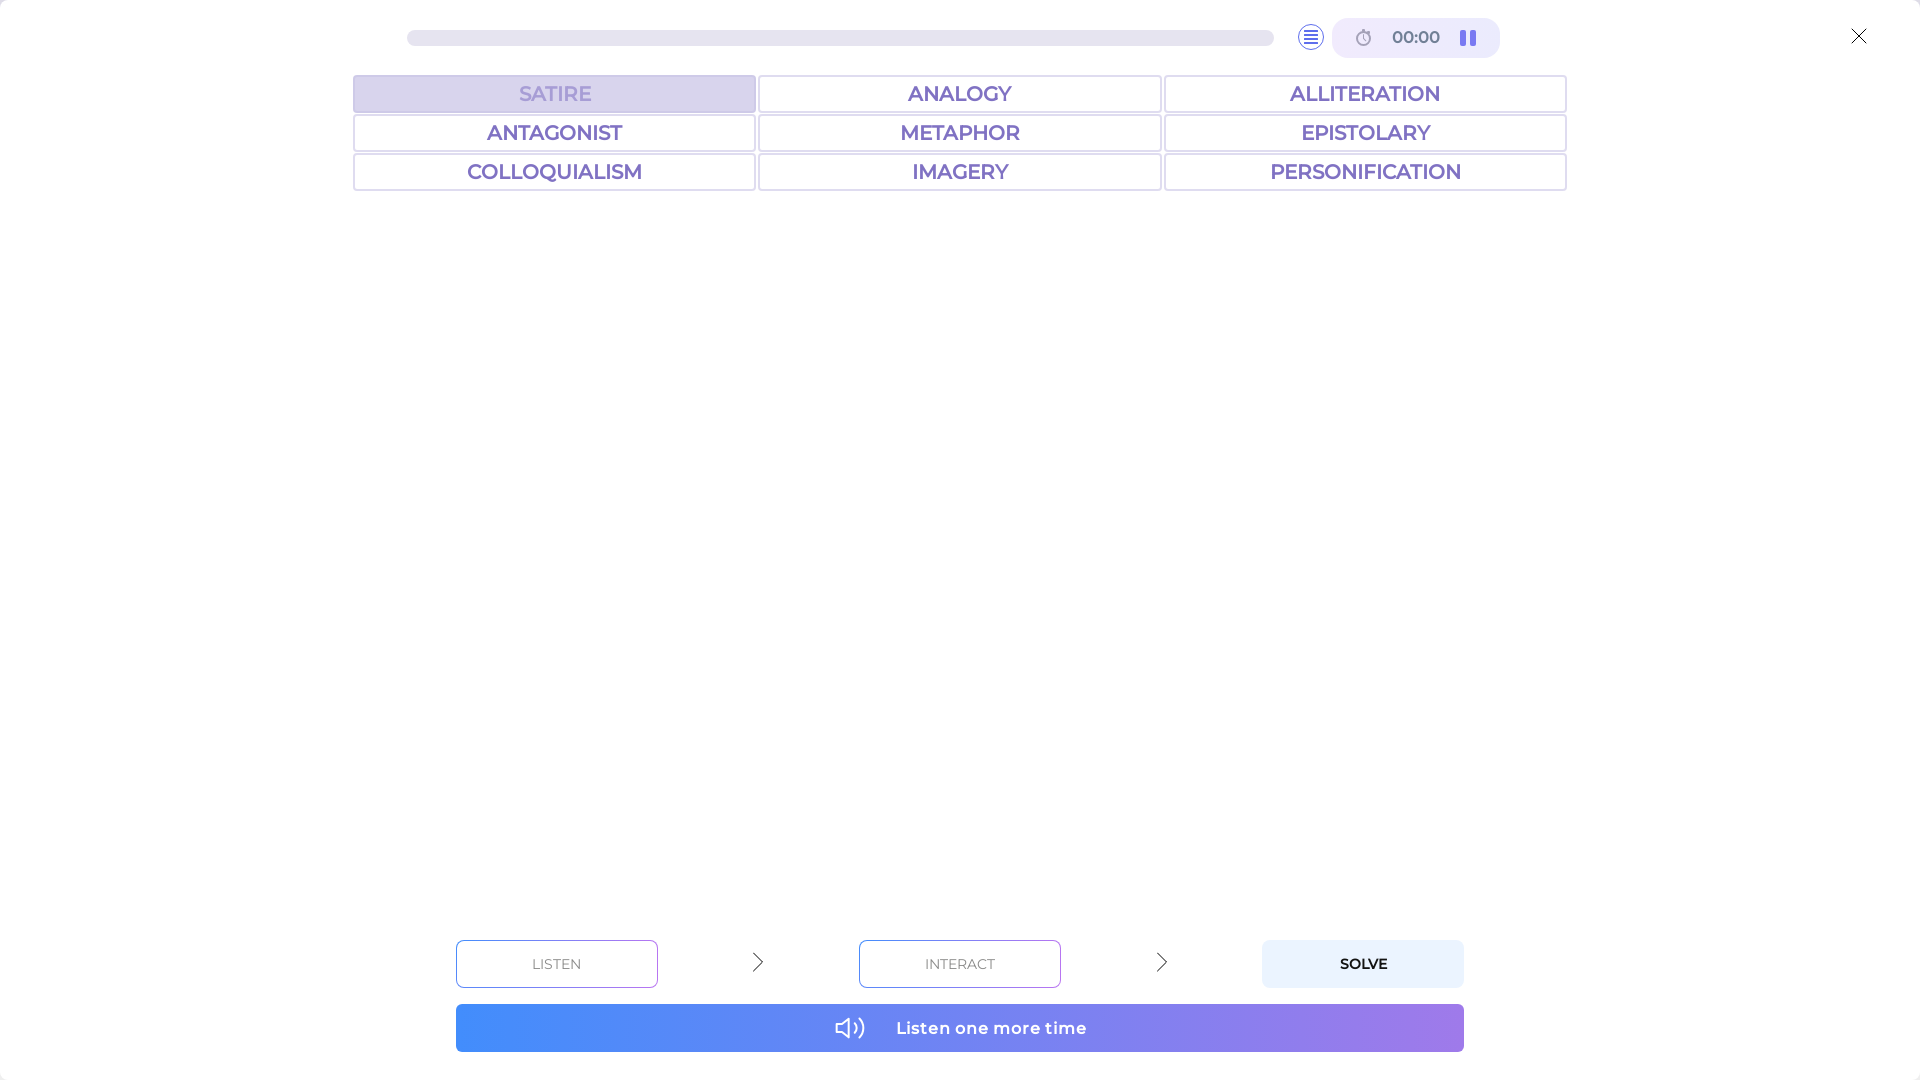 00:00
SATIRE ANALOGY ALLITERATION
ANTAGONIST METAPHOR EPISTOLARY
COLLOQUIALISM IMAGERY PERSONIFICATION
LISTEN INTERACT SOLVE
Listen one more time